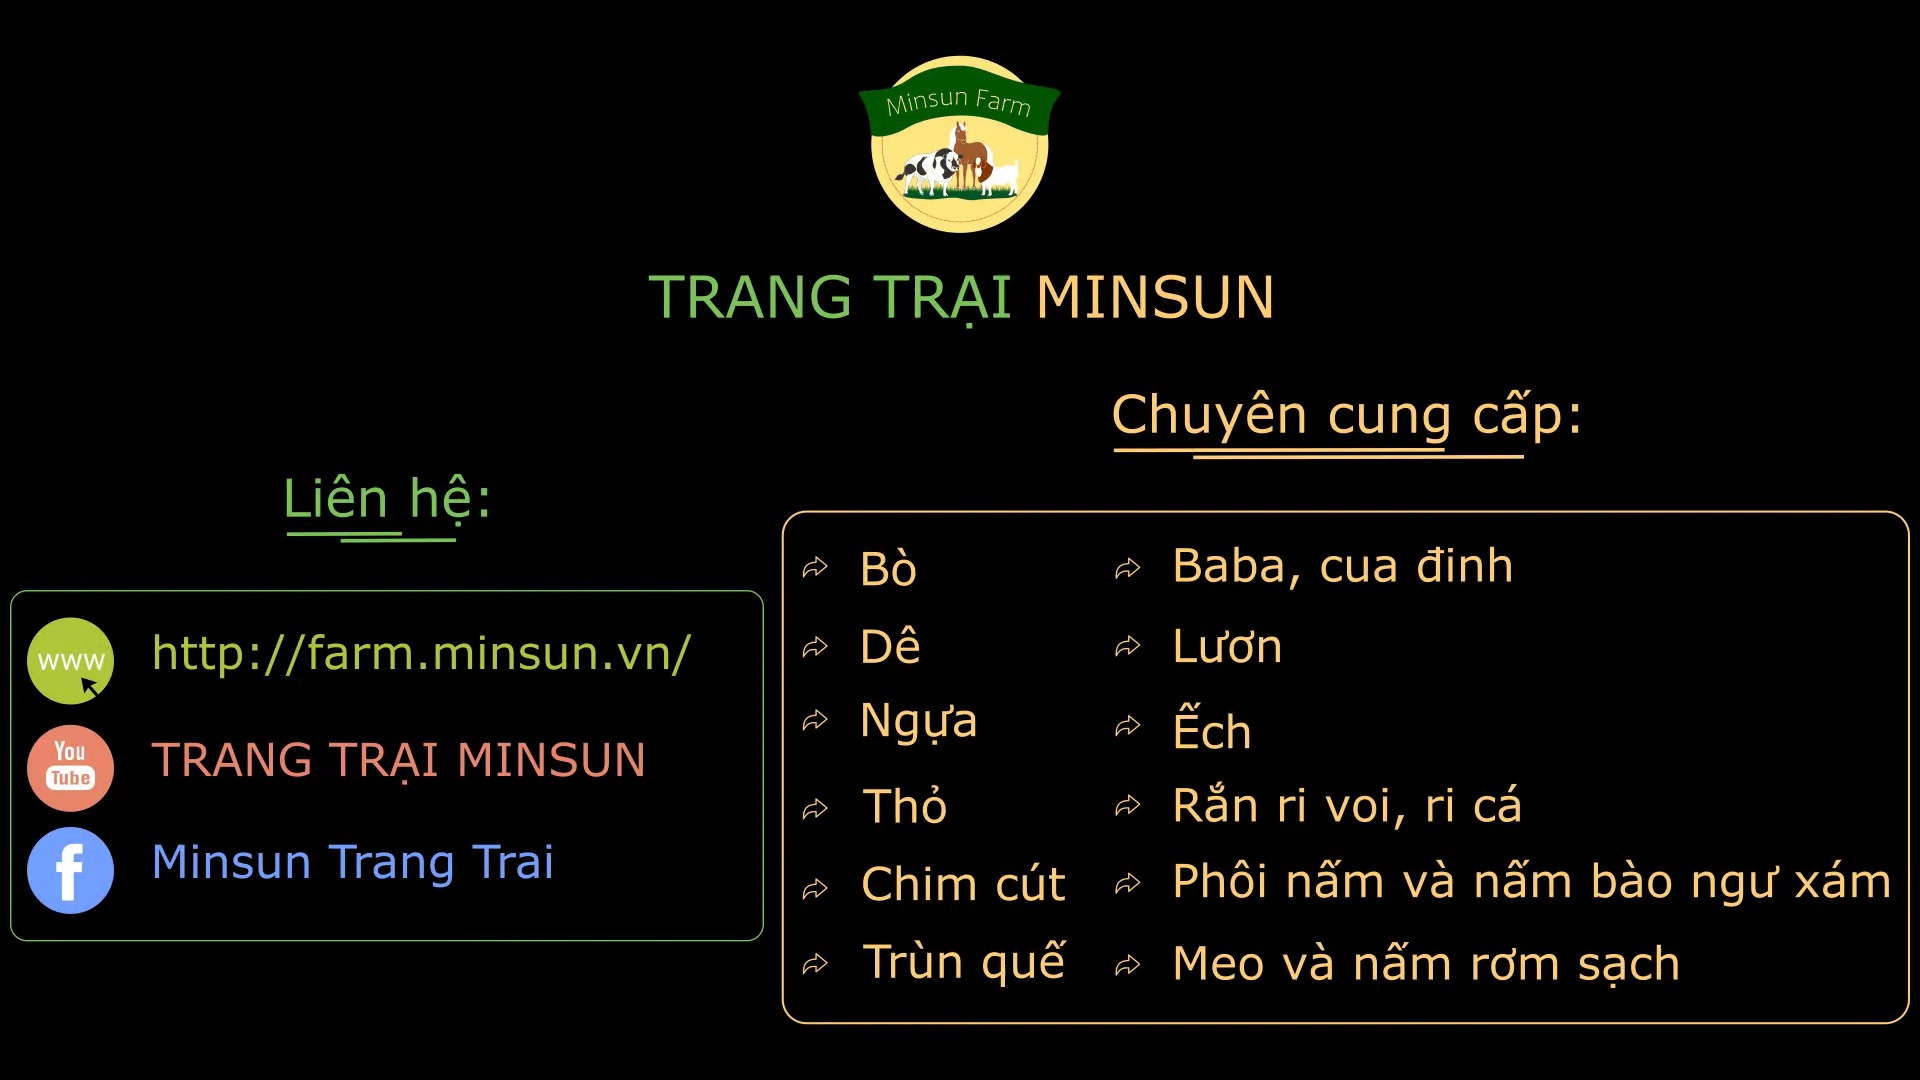 Minsun Farm
TRANG TRẠI MINSUN
Liên hệ:
www
http://farm.minsun.vn/
You
Tube
TRANG TRẠI MINSUN
f
Minsun Trang Trai
Chuyên cung cấp:
Bò
Dê
Ngựa
Thỏ
Chim cút
Trùn quế
Baba, cua đinh
Lươn
Ếch
Rắn ri voi, ri cá
Phôi nấm và nấm bào ngư xám
Meo và nấm rơm sạch